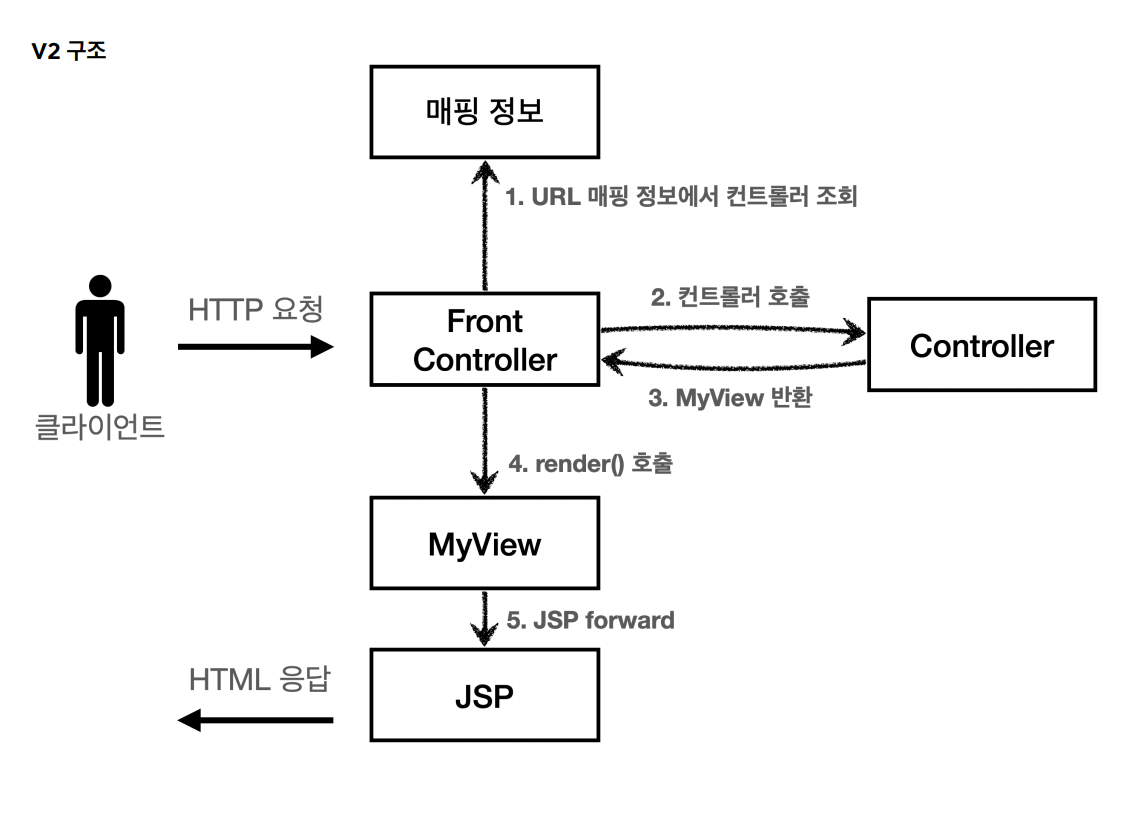 V2 구조
매핑 정보
1. URL 매핑 정보에서 컨트롤러 조회
HTTP 요청
클라이언트
Front
Controller
2. 컨트롤러 호출
3. MyView 반환
Controller
4. render() 호출
MyView
5. JSP forward
JSP
HTML 응답